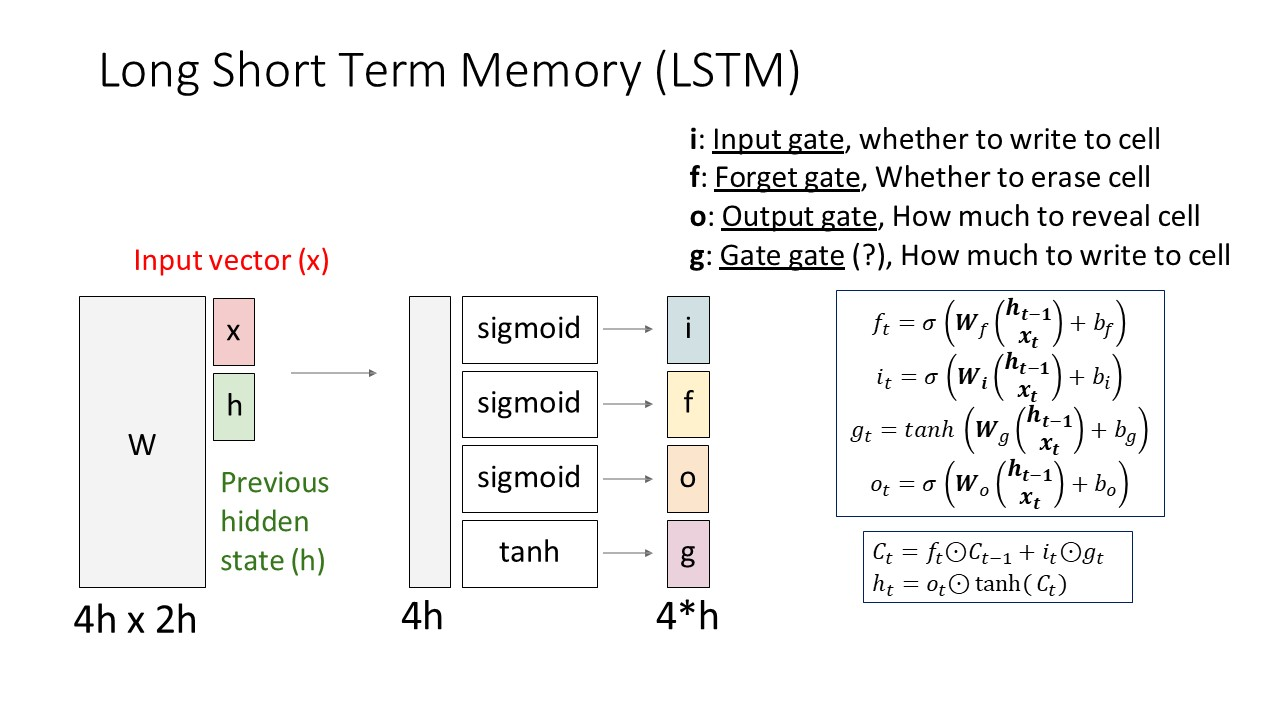 Long Short Term Memory (LSTM)
i: Input gate, whether to write to cell
f: Forget gate, Whether to erase cell
o: Output gate, How much to reveal cell
g: Gate gate (?), How much to write to cell
Input vector (x)
W
x
h
Previous
hidden
state (h)
4h x 2h
4h
sigmoid
sigmoid
sigmoid
tanh
i
f
o
g
4*h
f_t = σ(W_f(h_{t−1} x_t) + b_f)
i_t = σ(W_i(h_{t−1} x_t) + b_i)
g_t = tanh(W_g(h_{t−1} x_t) + b_g)
o_t = σ(W_o(h_{t−1} x_t) + b_o)
C_t = f_t⊙C_{t−1} + i_t⊙g_t
h_t = o_t⊙tanh(C_t)